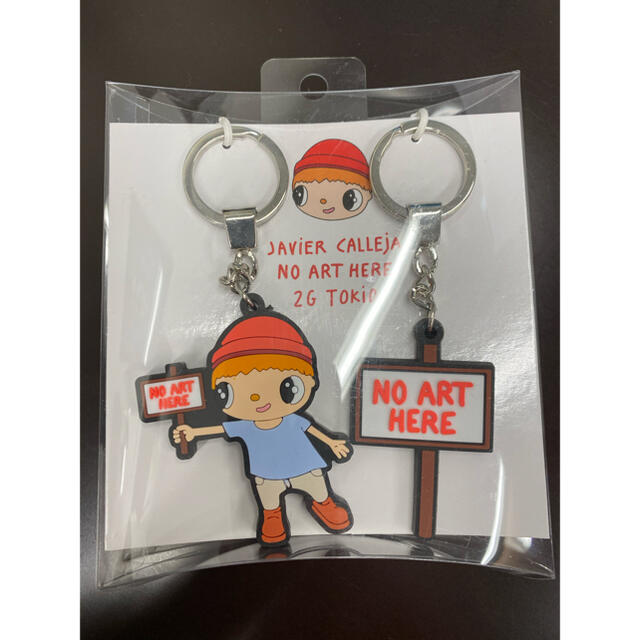 JAVIER CALLEJA
NO ART HERE
2G TOKIO
NO ART
HERE
NO ART
HERE